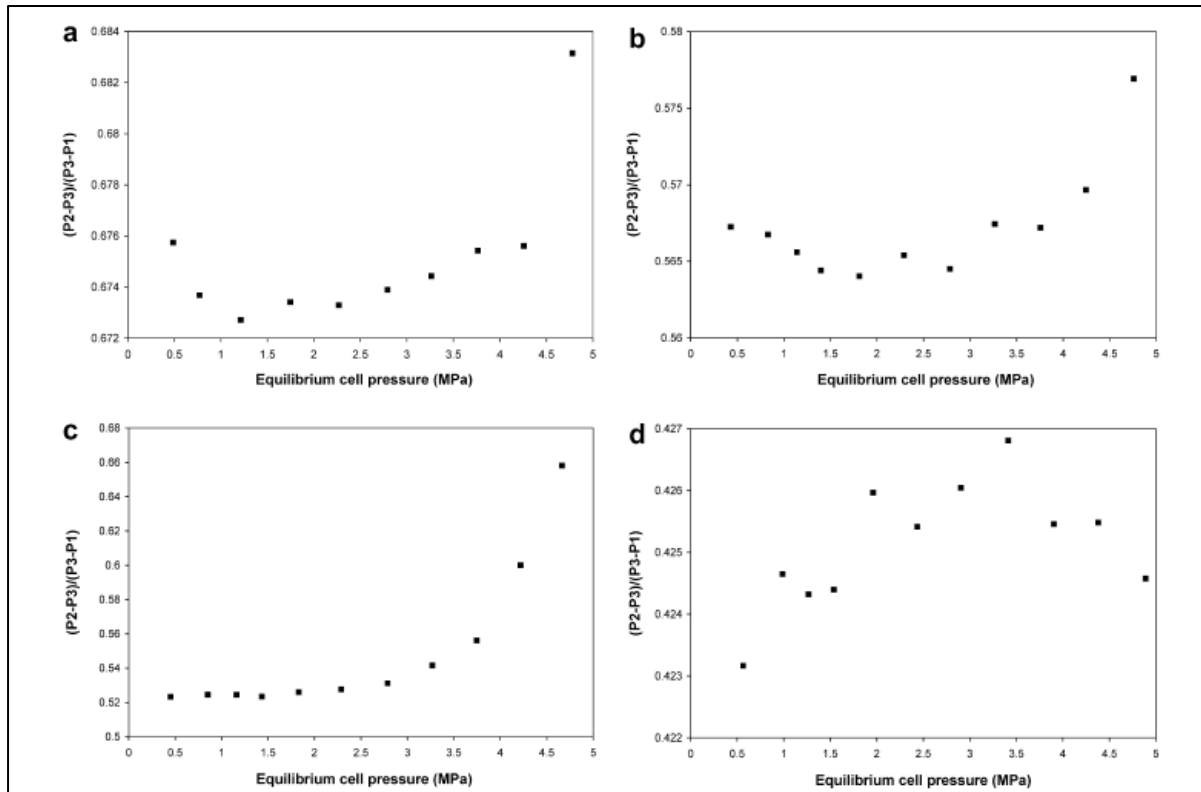 a
0.684
0.682
0.68
0.678
0.676
0.674
0.672
(P2-P3)/(P3-P1)
0 0.5 1 1.5 2 2.5 3 3.5 4 4.5 5
Equilibrium cell pressure (MPa)
b
0.58
0.575
0.57
0.565
0.56
(P2-P3)/(P3-P1)
0 0.5 1 1.5 2 2.5 3 3.5 4 4.5 5
Equilibrium cell pressure (MPa)
c
0.68
0.66
0.64
0.62
0.6
0.58
0.56
0.54
0.52
0.5
(P2-P3)/(P3-P1)
0 0.5 1 1.5 2 2.5 3 3.5 4 4.5 5
Equilibrium cell pressure (MPa)
d
0.427
0.426
0.425
0.424
0.423
0.422
(P2-P3)/(P3-P1)
0 0.5 1 1.5 2 2.5 3 3.5 4 4.5 5
Equilibrium cell pressure (MPa)